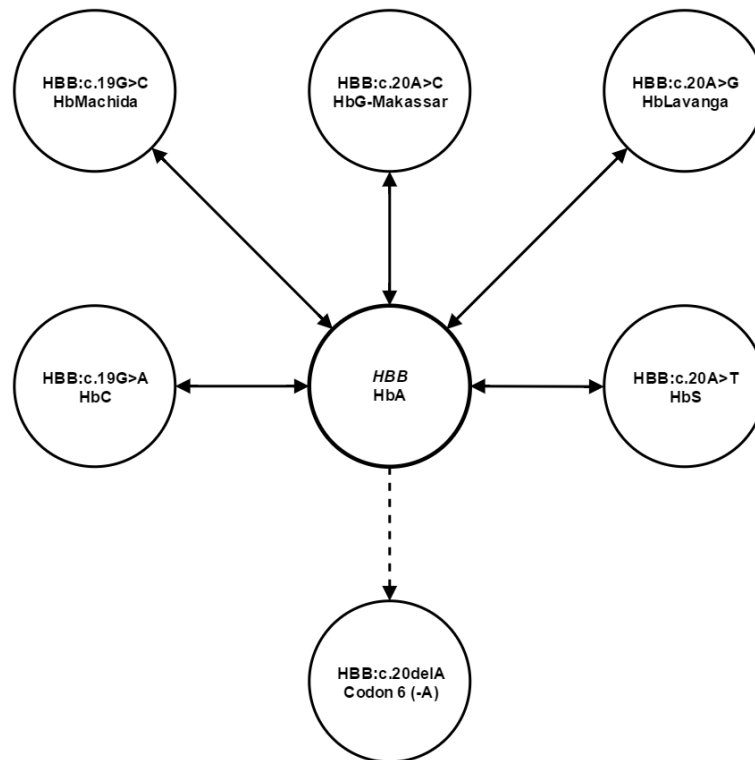 HBB:c.19G>C
HbMachida
HBB:c.20A>C
HbG-Makassar
HBB:c.20A>G
HbLavanga
HBB:c.19G>A
HbC
HBB
HbA
HBB:c.20A>T
HbS
HBB:c.20delA
Codon 6 (-A)